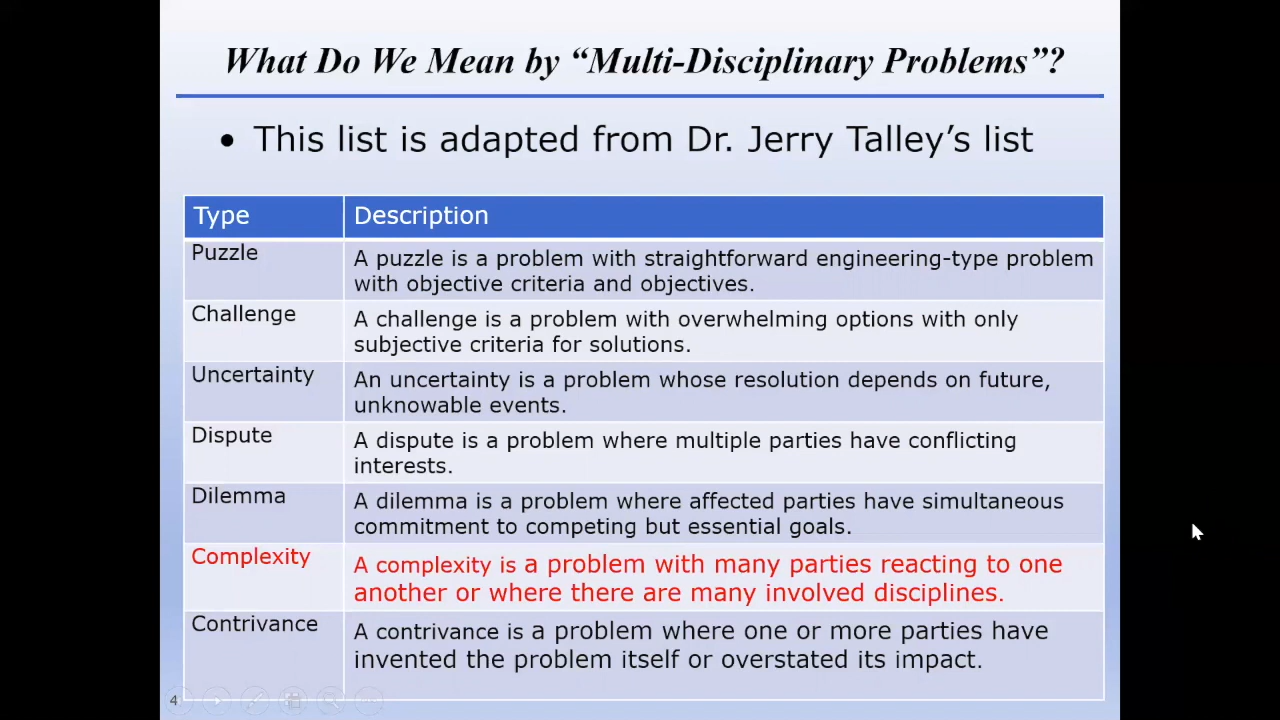 What Do We Mean by “Multi-Disciplinary Problems”?
• This list is adapted from Dr. Jerry Talley’s list
Type
Description
Puzzle
A puzzle is a problem with straightforward engineering-type problem
with objective criteria and objectives.
Challenge
A challenge is a problem with overwhelming options with only
subjective criteria for solutions.
Uncertainty
An uncertainty is a problem whose resolution depends on future,
unknowable events.
Dispute
A dispute is a problem where multiple parties have conflicting
interests.
Dilemma
A dilemma is a problem where affected parties have simultaneous
commitment to competing but essential goals.
Complexity
A complexity is a problem with many parties reacting to one
another or where there are many involved disciplines.
Contrivance
A contrivance is a problem where one or more parties have
invented the problem itself or overstated its impact.
4